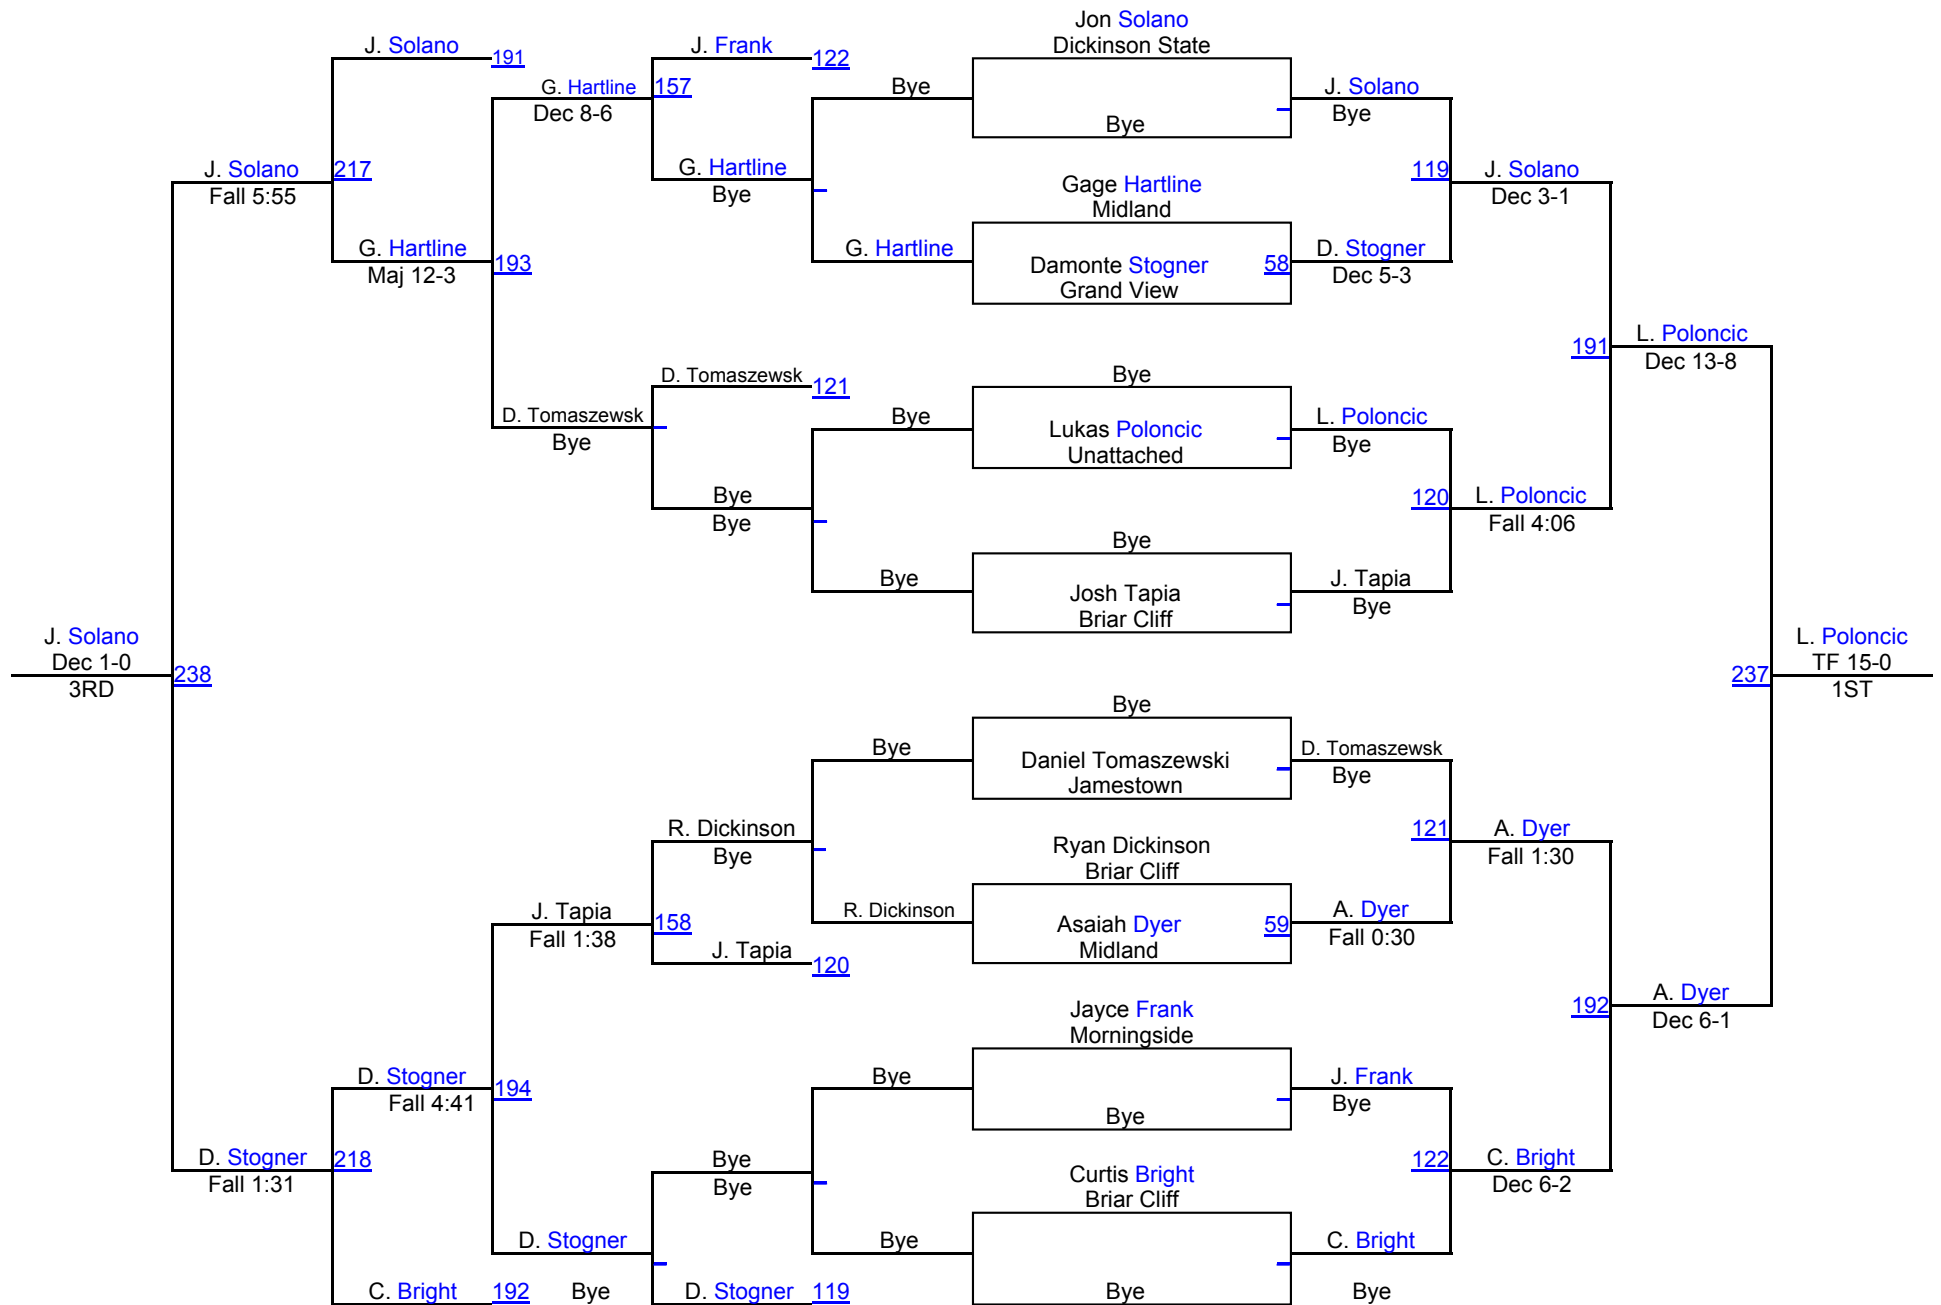 Jon Solano
J. Solano
J. Frank
Dickinson State
191
122
G. Hartline
157
Bye
J. Solano
Dec 8-6
Bye
Bye
J. Solano
217
G. Hartline
119
J. Solano
Fall 5:55
Bye
Gage Hartline
Dec 3-1
Midland
G. Hartline
G. Hartline
D. Stogner
Maj 12-3
193
Damonte Stogner
58
Dec 5-3
Grand View
L. Poloncic
191
Dec 13-8
D. Tomaszewsk
121
Bye
D. Tomaszewsk
Bye
L. Poloncic
Bye
Lukas Poloncic
Bye
Unattached
Bye
120
L. Poloncic
Bye
Fall 4:06
Bye
Bye
J. Tapia
Josh Tapia
Bye
Briar Cliff
J. Solano
L. Poloncic
Dec 1-0
TF 15-0
238
237
3RD
1ST
Bye
Bye
D. Tomaszewsk
Daniel Tomaszewski
Bye
Jamestown
R. Dickinson
121
A. Dyer
Bye
Ryan Dickinson
Fall 1:30
Briar Cliff
J. Tapia
R. Dickinson
A. Dyer
Fall 1:38
158
Asaiah Dyer
59
Fall 0:30
J. Tapia
Midland
120
A. Dyer
Jayce Frank
192
Dec 6-1
Morningside
D. Stogner
Bye
J. Frank
Fall 4:41
194
Bye
Bye
D. Stogner
218
Bye
122
C. Bright
Fall 1:31
Bye
Curtis Bright
Dec 6-2
Briar Cliff
D. Stogner
Bye
C. Bright
C. Bright
192
Bye
D. Stogner
119
Bye
Bye